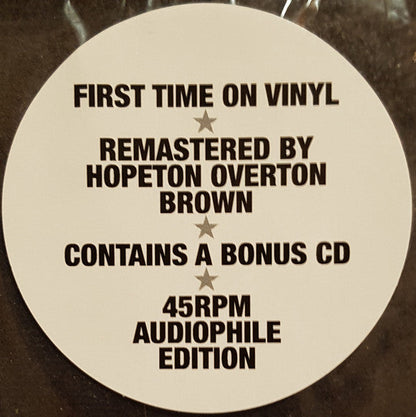 FIRST TIME ON VINYL
REMASTERED BY
HOPETON OVERTON
BROWN
CONTAINS A BONUS CD
45RPM
AUDIOPHILE
EDITION